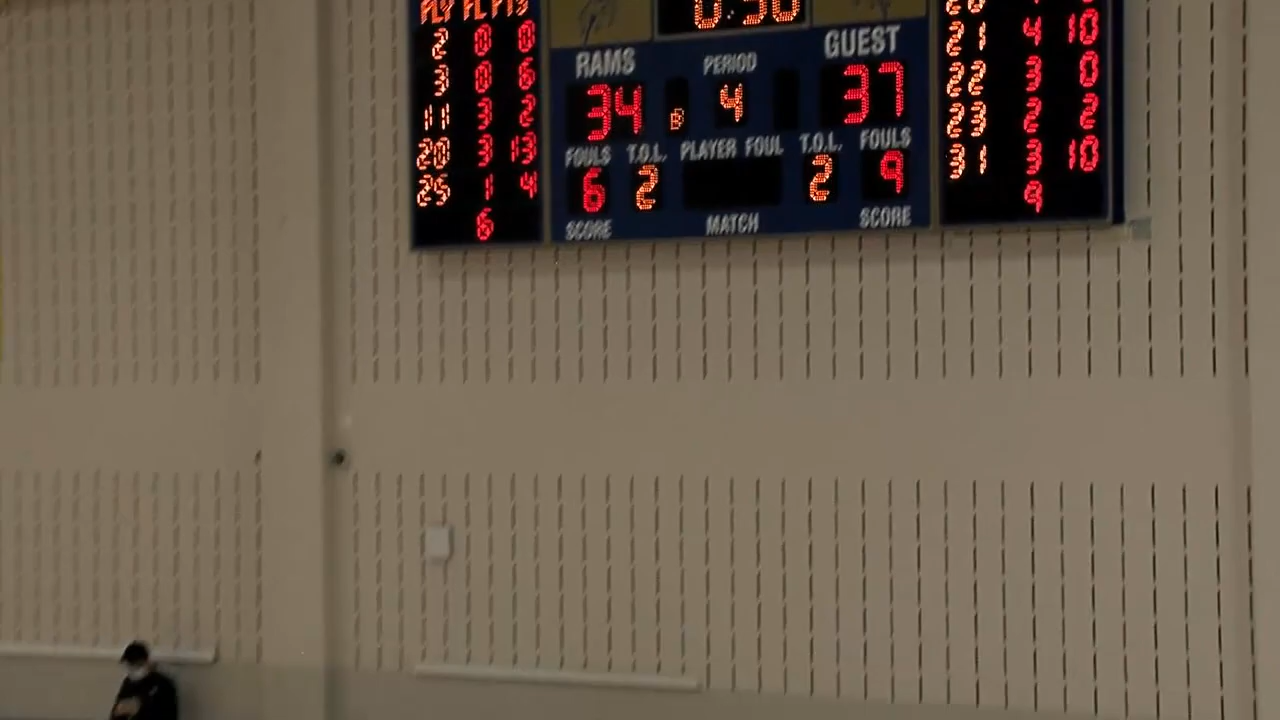 PLY FL PTS
2 0 0
3 0 6
11 3 2
20 3 13
25 1 4
6
0:30
RAMS PERIOD GUEST
34 B 4 37
FOULS T.O.L. PLAYER FOUL T.O.L. FOULS
6 2 2 9
SCORE MATCH SCORE
21 4 10
22 3 0
23 2 2
31 3 10
9